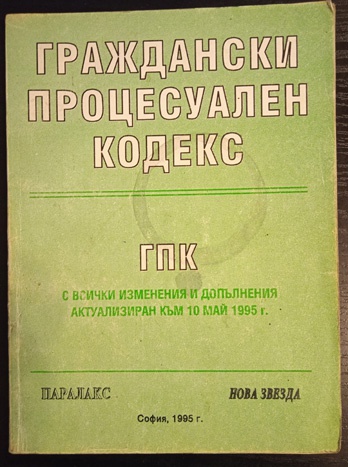 ГРАЖДАНСКИ
ПРОЦЕСУАЛЕН
КОДЕКС
ГПК
С ВСИЧКИ ИЗМЕНЕНИЯ И ДОПЪЛНЕНИЯ
АКТУАЛИЗИРАН КЪМ 10 МАЙ 1995 г.
ПАРАЛАКС НОВА ЗВЕЗДА
София, 1995 г.